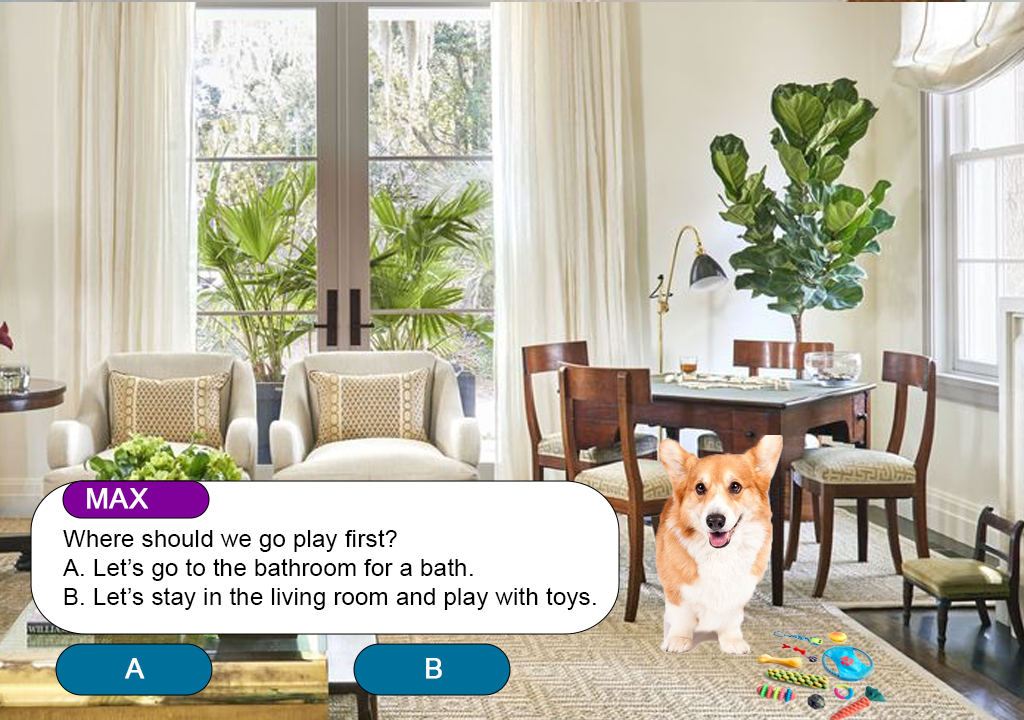 MAX
Where should we go play first?
A. Let’s go to the bathroom for a bath.
B. Let’s stay in the living room and play with toys.
A
B